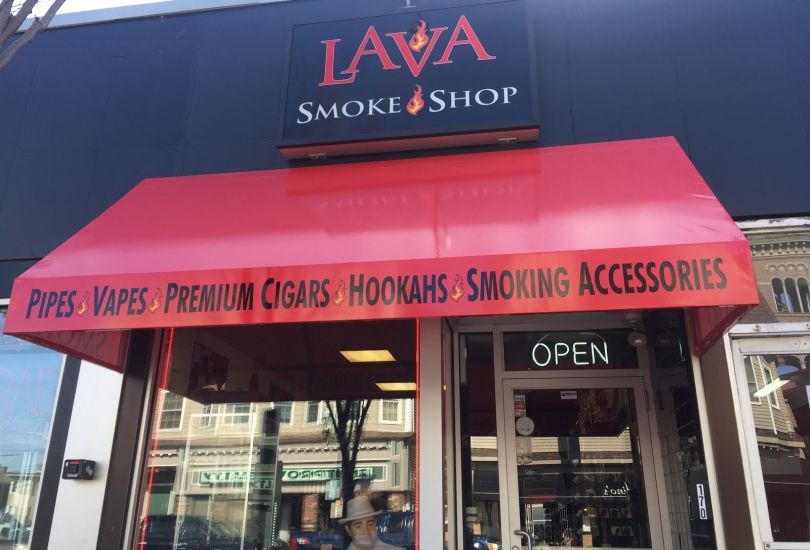 LAVA
SMOKE SHOP
PIPES VAPES PREMIUM CIGARS HOOKAHS SMOKING ACCESSORIES
OPEN
170